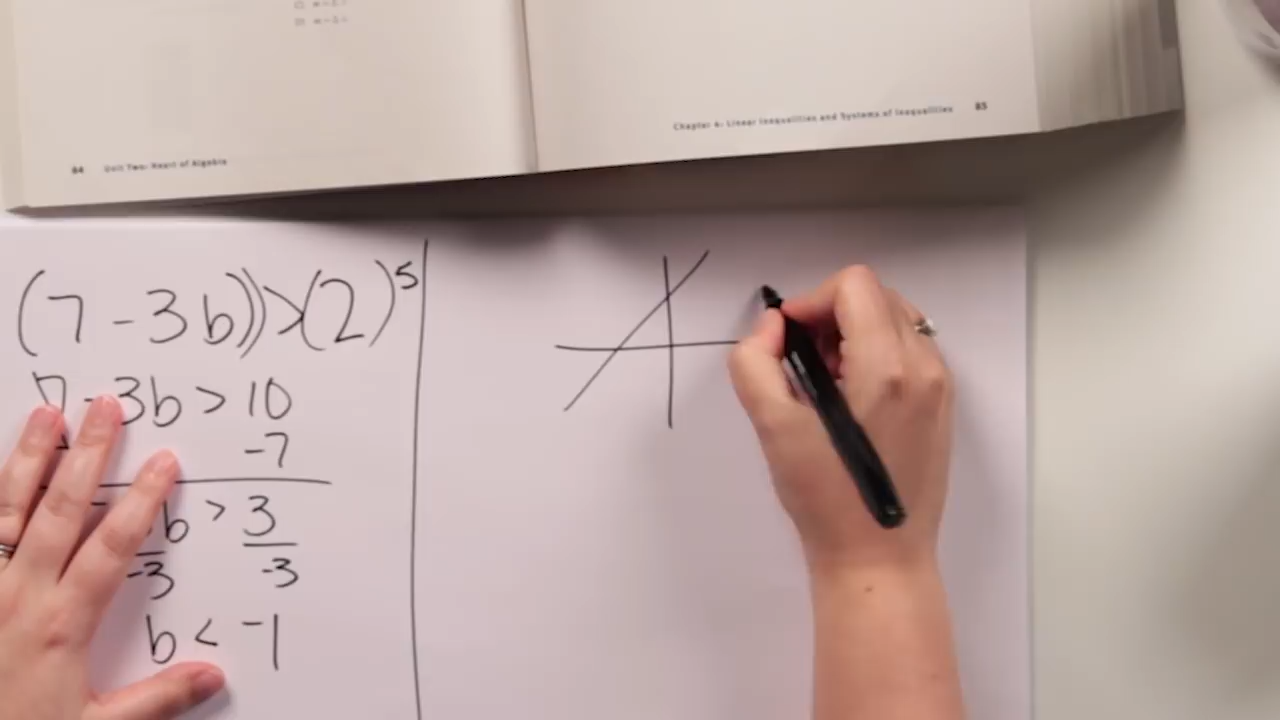 84 Unit Two: Heart of Algebra
Chapter 4: Linear Inequalities and Systems of Inequalities 85
(7 - 3b)) > (2)5
7 - 3b > 10
-7
b > 3
-3 -3
b < -1